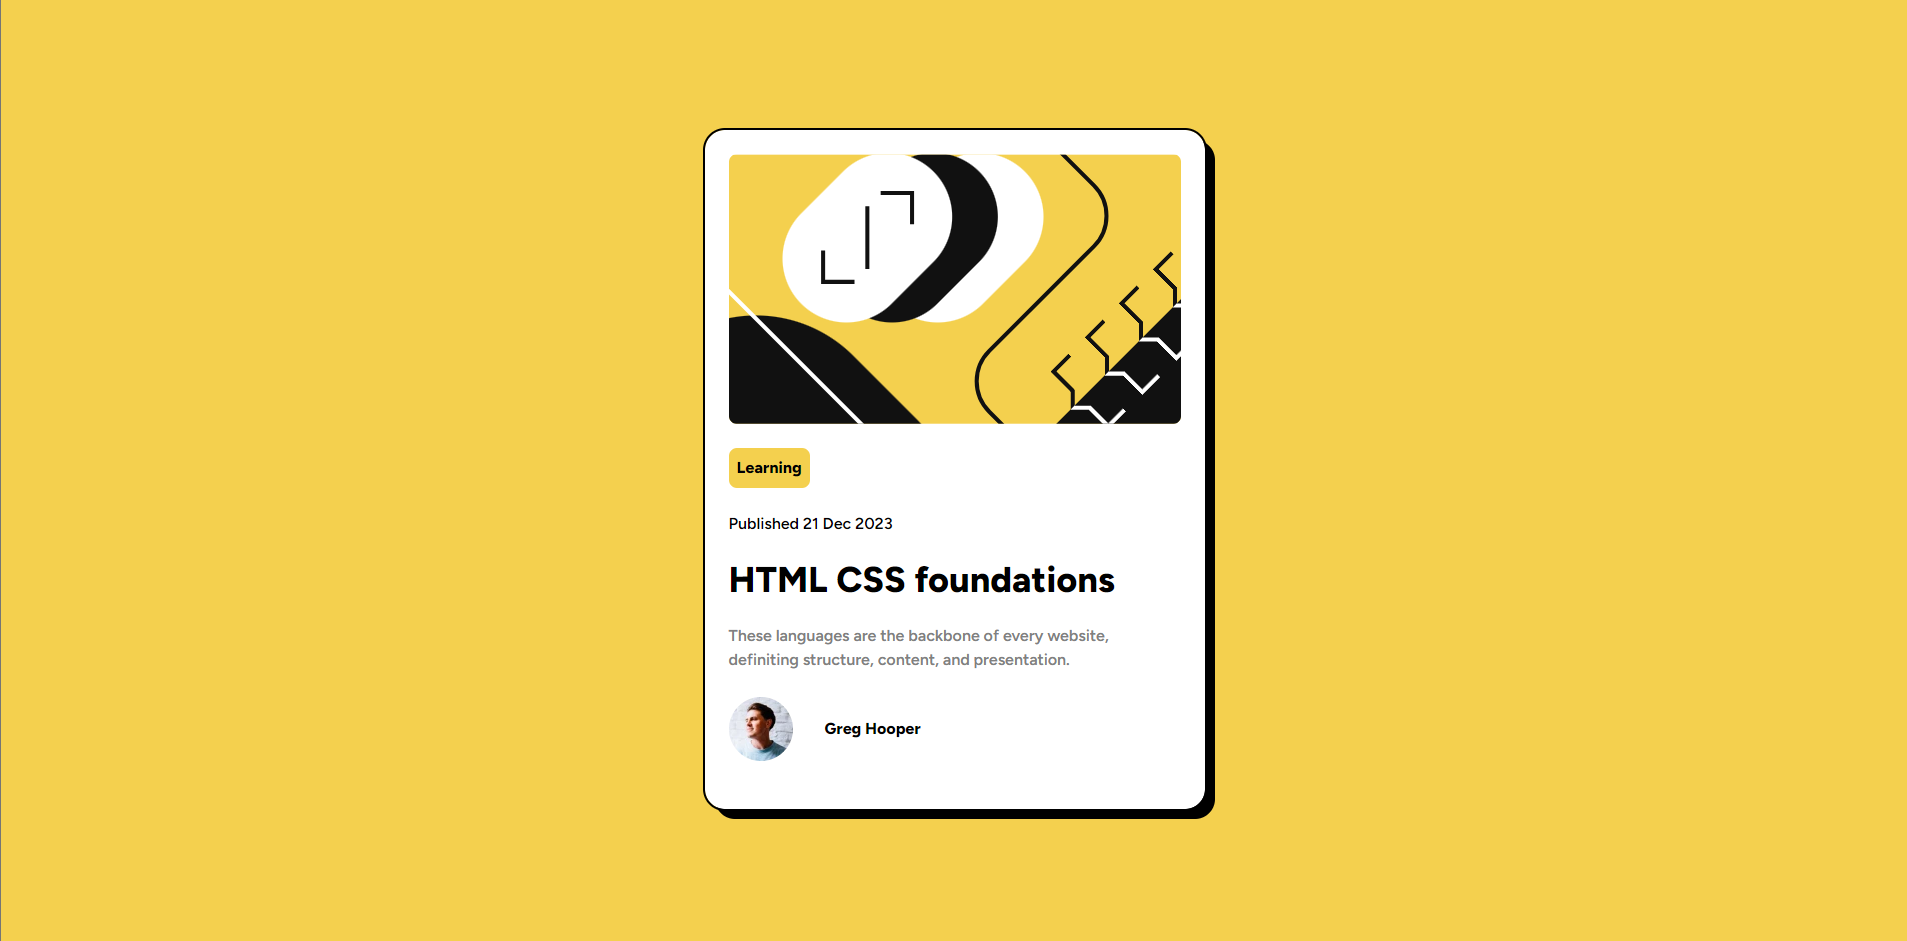 Learning
Published 21 Dec 2023
HTML CSS foundations
These languages are the backbone of every website,
definiting structure, content, and presentation.
Greg Hooper